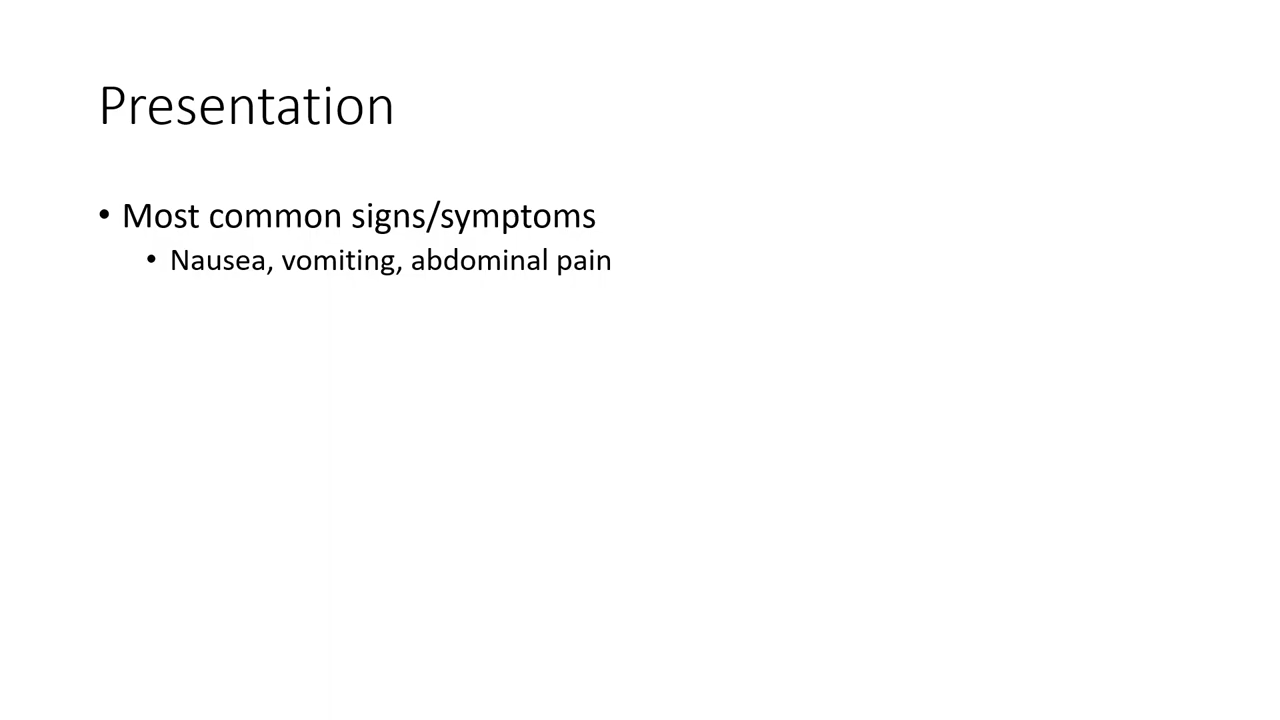 Presentation
• Most common signs/symptoms
• Nausea, vomiting, abdominal pain